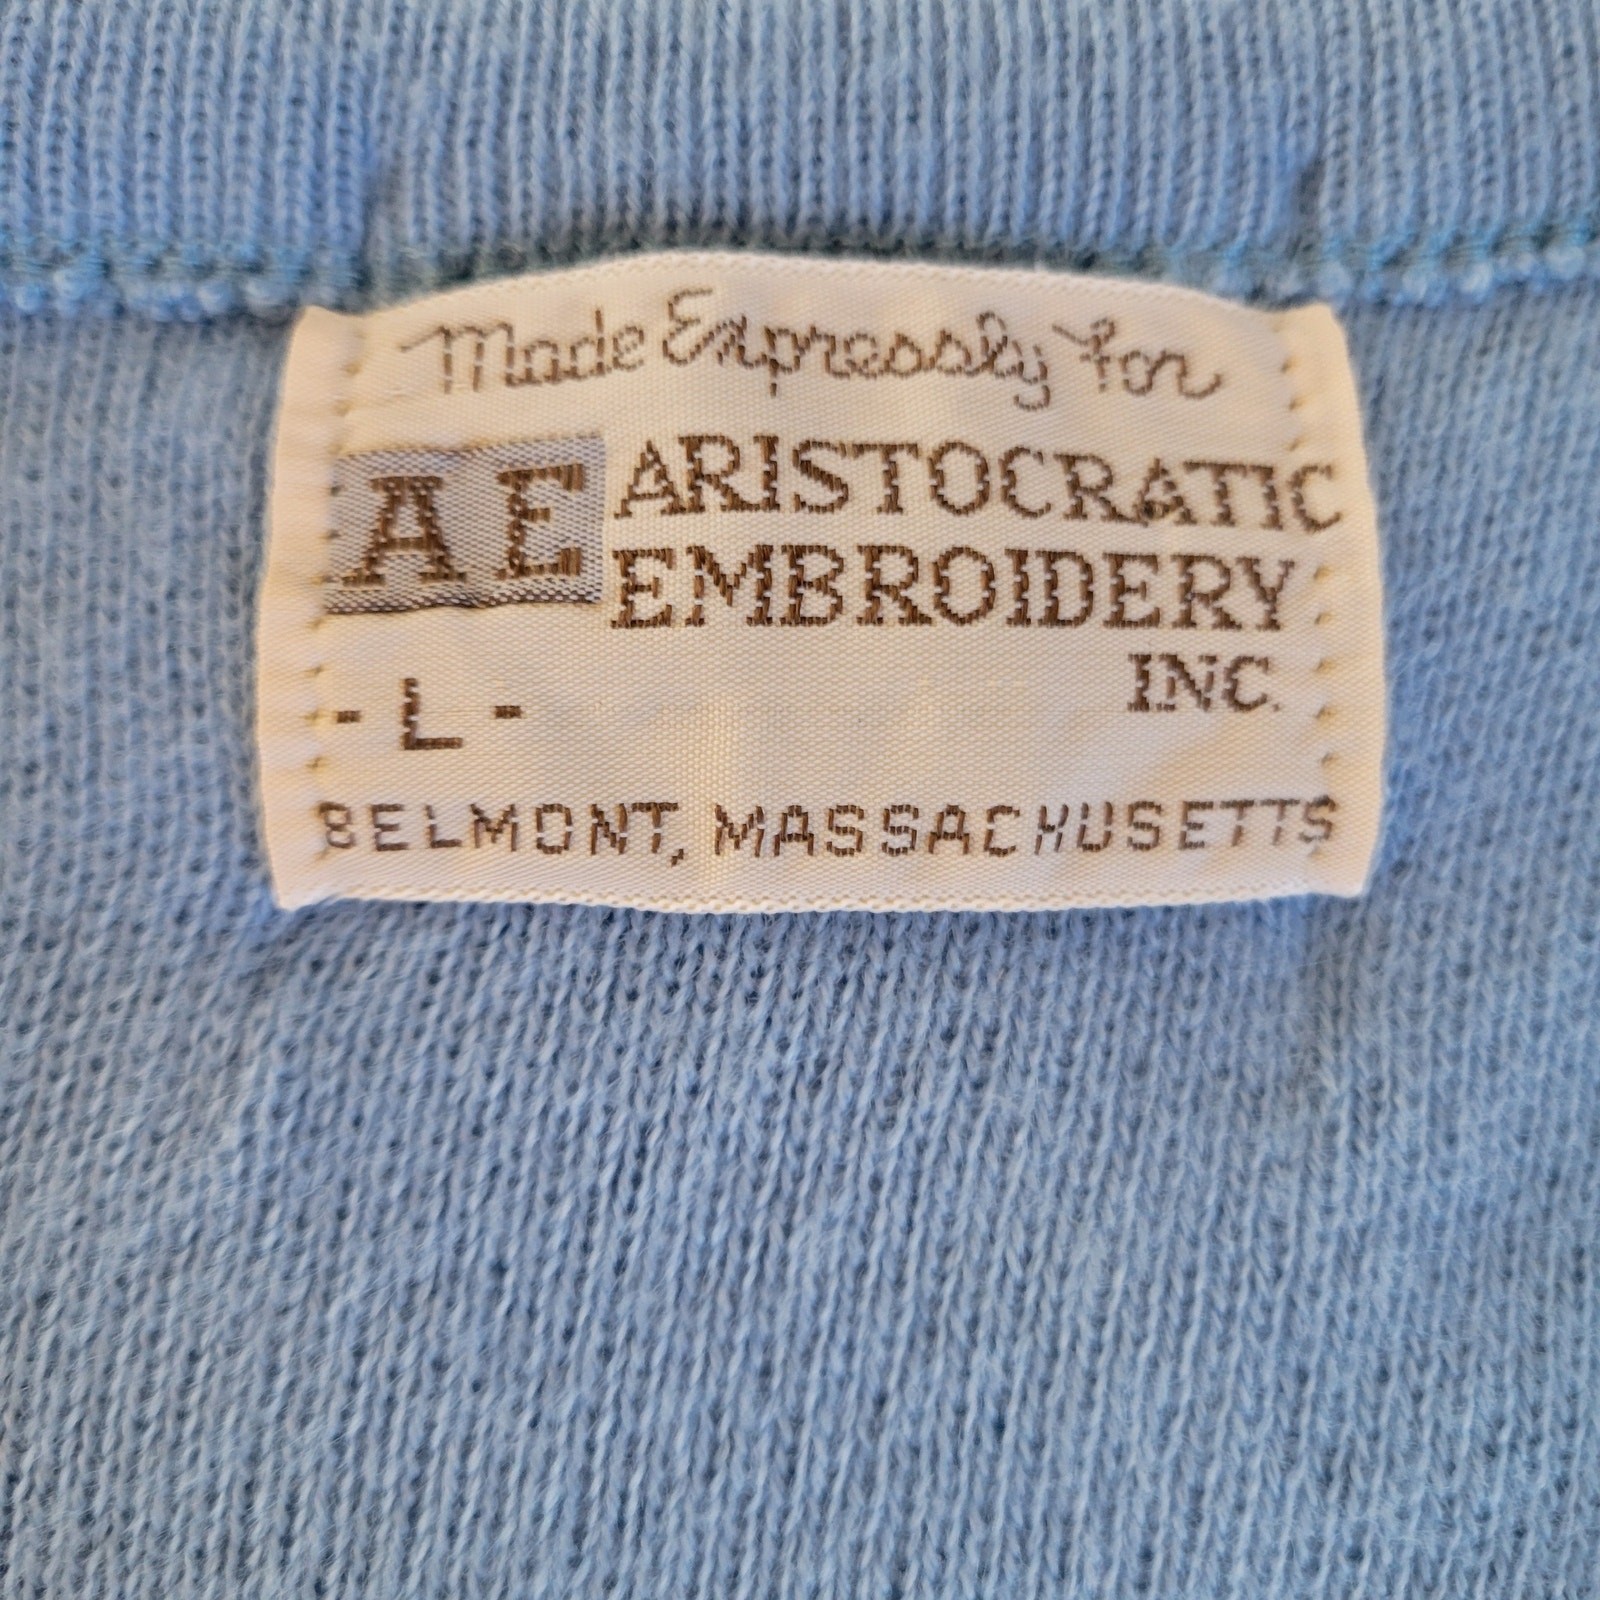 Made Expressly for
AE ARISTOCRATIC
EMBROIDERY
INC.
- L -
BELMONT, MASSACHUSETTS